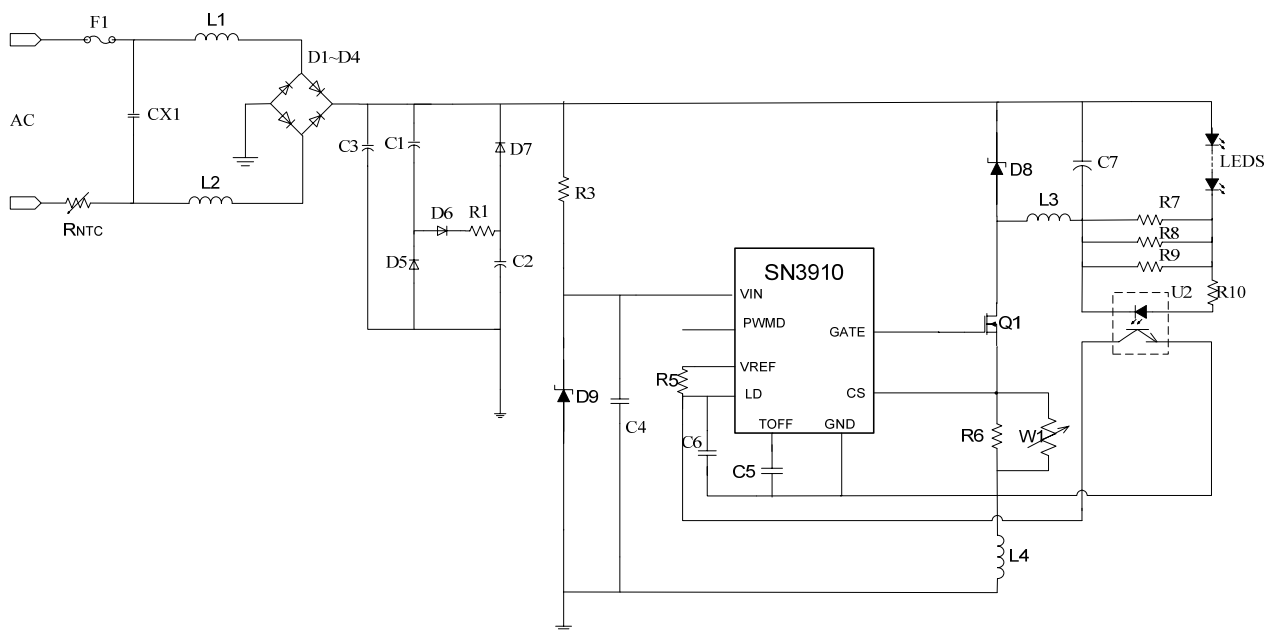 F1
L1
D1~D4
AC
CX1
L2
RNTC
C3
C1
D7
D6
R1
D5
C2
R3
D9
C4
SN3910
VIN
PWMD
VREF
LD
TOFF
GND
GATE
CS
R5
C6
C5
Q1
R6
W1
L4
D8
L3
C7
LEDS
R7
R8
R9
U2
R10